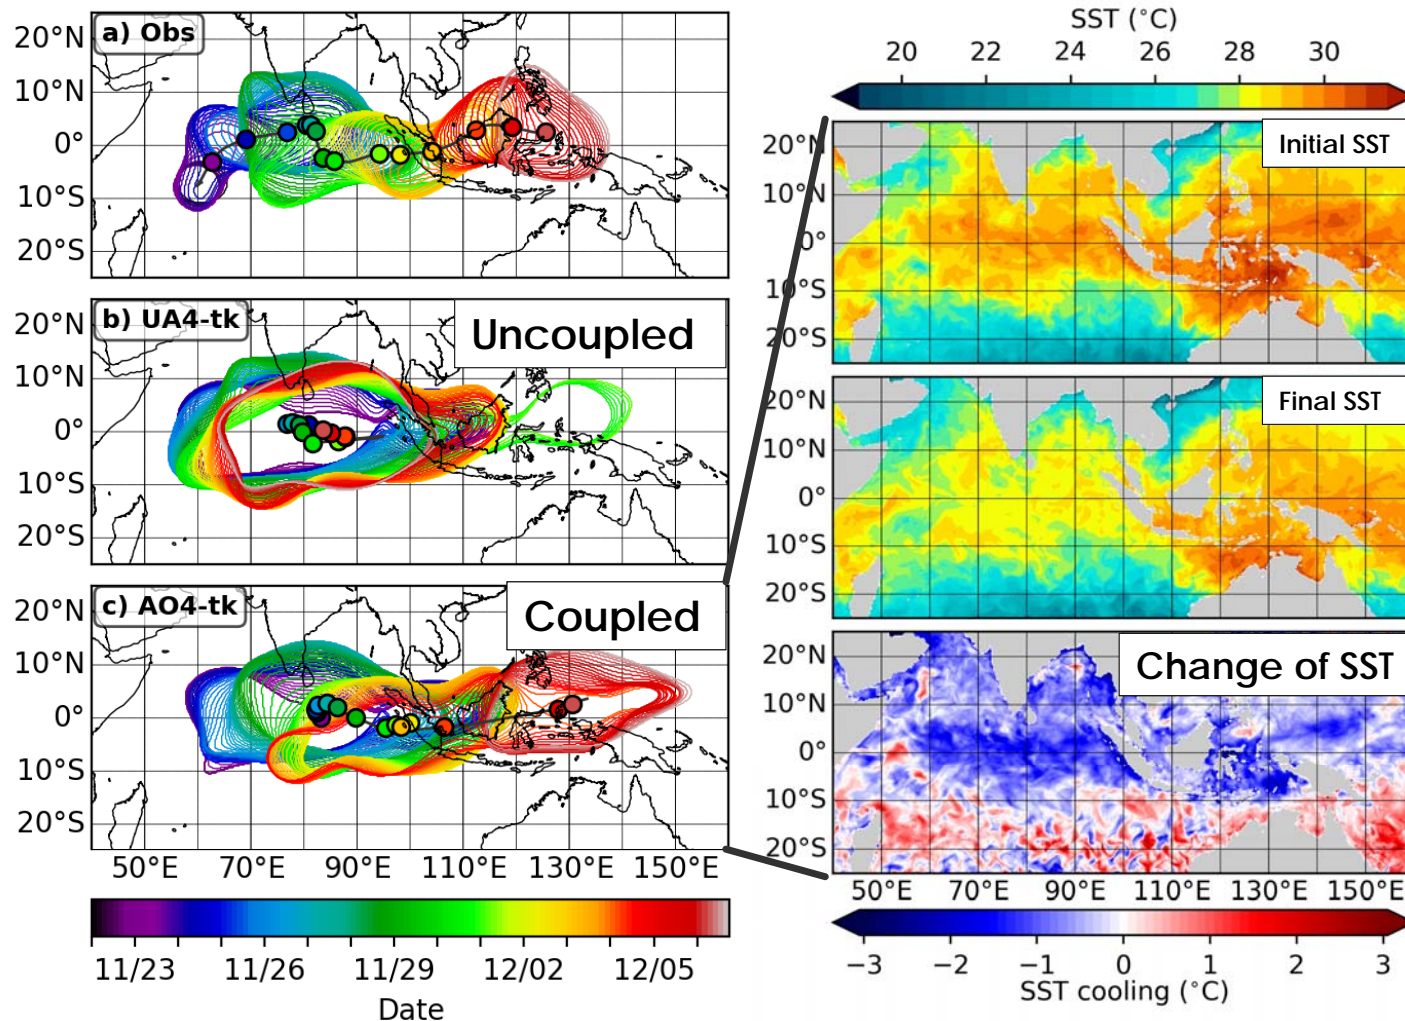 a) Obs
20°N
10°N
0°
10°S
20°S
b) UA4-tk
Uncoupled
20°N
10°N
0°
10°S
20°S
c) AO4-tk
Coupled
20°N
10°N
0°
10°S
20°S
50°E 70°E 90°E 110°E 130°E 150°E
11/23 11/26 11/29 12/02 12/05
Date
SST (°C)
20 22 24 26 28 30
Initial SST
20°N
10°N
0°
10°S
20°S
Final SST
20°N
10°N
0°
10°S
20°S
Change of SST
20°N
10°N
0°
10°S
20°S
50°E 70°E 90°E 110°E 130°E 150°E
−3 −2 −1 0 1 2 3
SST cooling (°C)